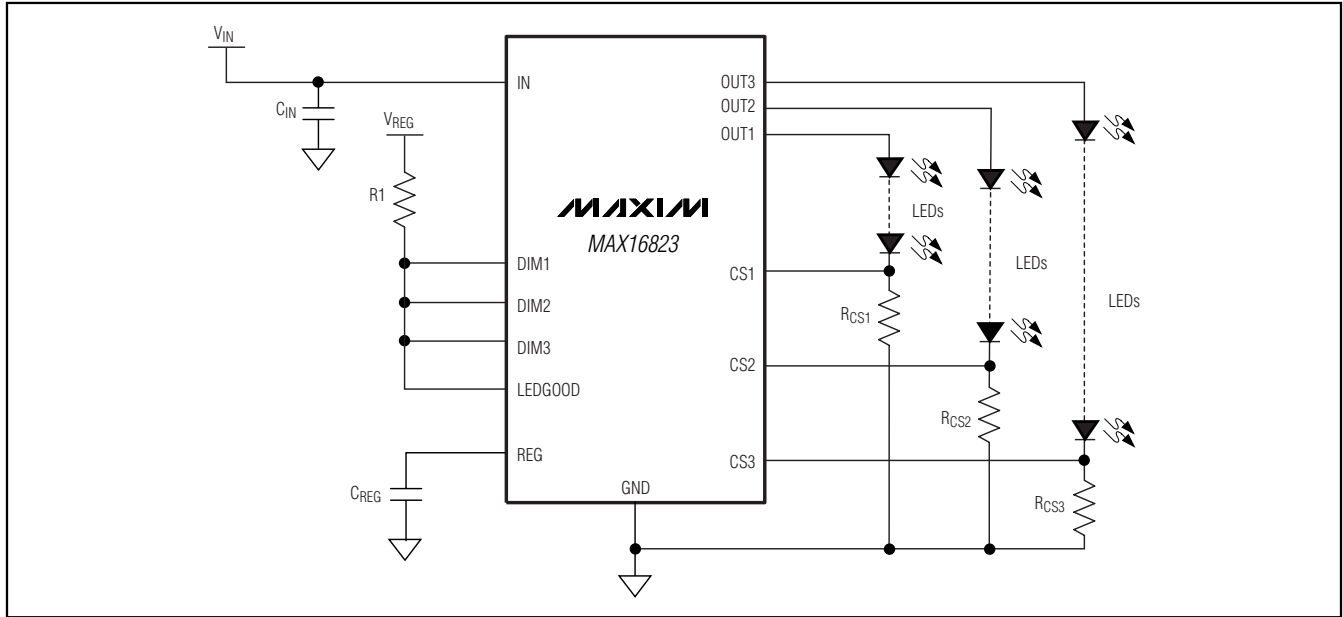 VIN
CIN
VREG
R1
IN
DIM1
DIM2
DIM3
LEDGOOD
REG
CREG
MAXIM
MAX16823
GND
OUT3
OUT2
OUT1
CS1
CS2
CS3
LEDs
LEDs
LEDs
RCS1
RCS2
RCS3